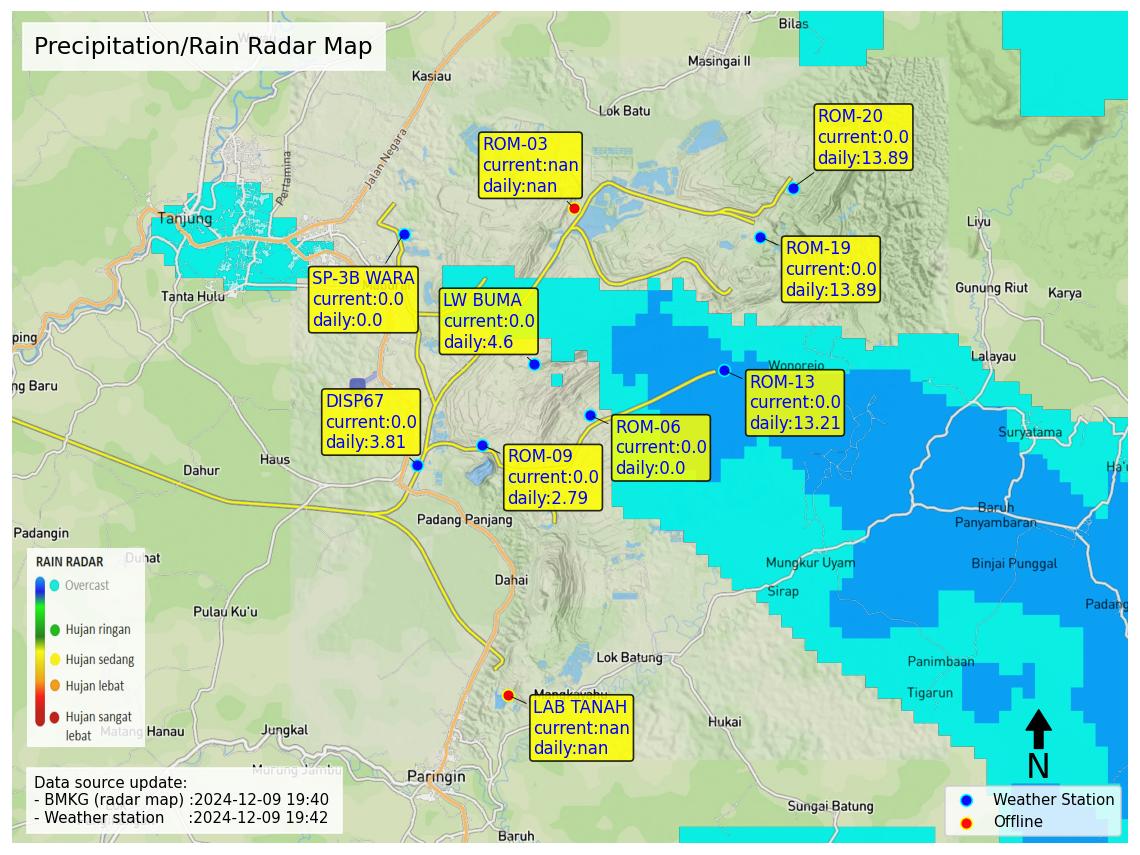 Bilas
Precipitation/Rain Radar Map
Masingai II
Kasiau
Lok Batu
ROM-20
current:0.0
daily:13.89
ROM-03
current:nan
daily:nan
Jalan Negara
Pertamina
Tanjung
Liyu
ROM-19
current:0.0
daily:13.89
SP-3B WARA
current:0.0
daily:0.0
Tanta Hulu
LW BUMA
current:0.0
daily:4.6
Gunung Riut
Karya
ping
Lalayau
Wonorejo
ng Baru
ROM-13
current:0.0
daily:13.21
DISP67
current:0.0
daily:3.81
ROM-06
current:0.0
daily:0.0
Suryatama
ROM-09
current:0.0
daily:2.79
Haus
Dahur
Ha'u
Baruh
Panyambaran
Padang Panjang
Padangin
Duhat
Mungkur Uyam
Binjai Punggal
RAIN RADAR
Overcast
Hujan ringan
Hujan sedang
Hujan lebat
Hujan sangat
lebat
Dahai
Sirap
Padang
Pulau Ku'u
Lok Batung
Panimbaan
Tigarun
Mangkayahu
LAB TANAH
current:nan
daily:nan
Hukai
Matang Hanau
Jungkal
Murung Jambu
Paringin
N
Data source update:
- BMKG (radar map) :2024-12-09 19:40
- Weather station :2024-12-09 19:42
Sungai Batung
Baruh
Weather Station
Offline